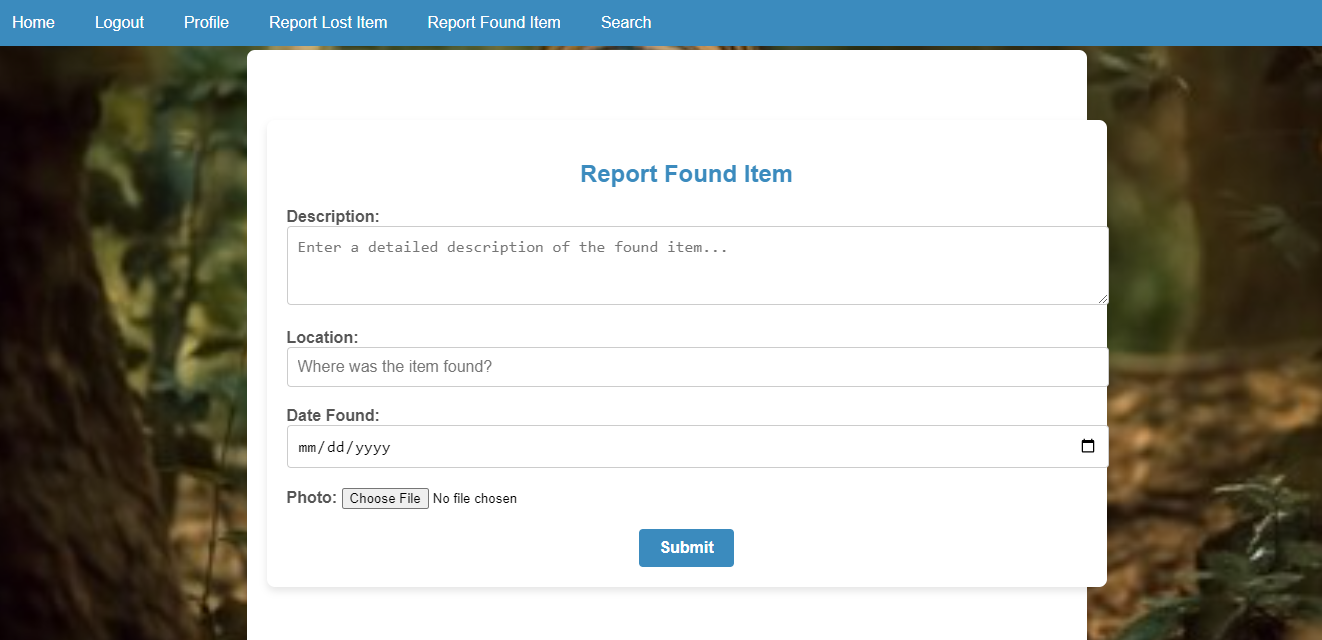 Home Logout Profile Report Lost Item Report Found Item Search
Report Found Item
Description:
Enter a detailed description of the found item...
Location:
Where was the item found?
Date Found:
mm/dd/yyyy
Photo: Choose File No file chosen
Submit